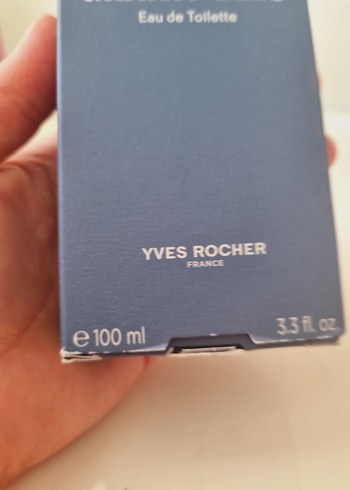 Eau de Toilette
YVES ROCHER
FRANCE
℮ 100 ml
3.3 fl. oz.